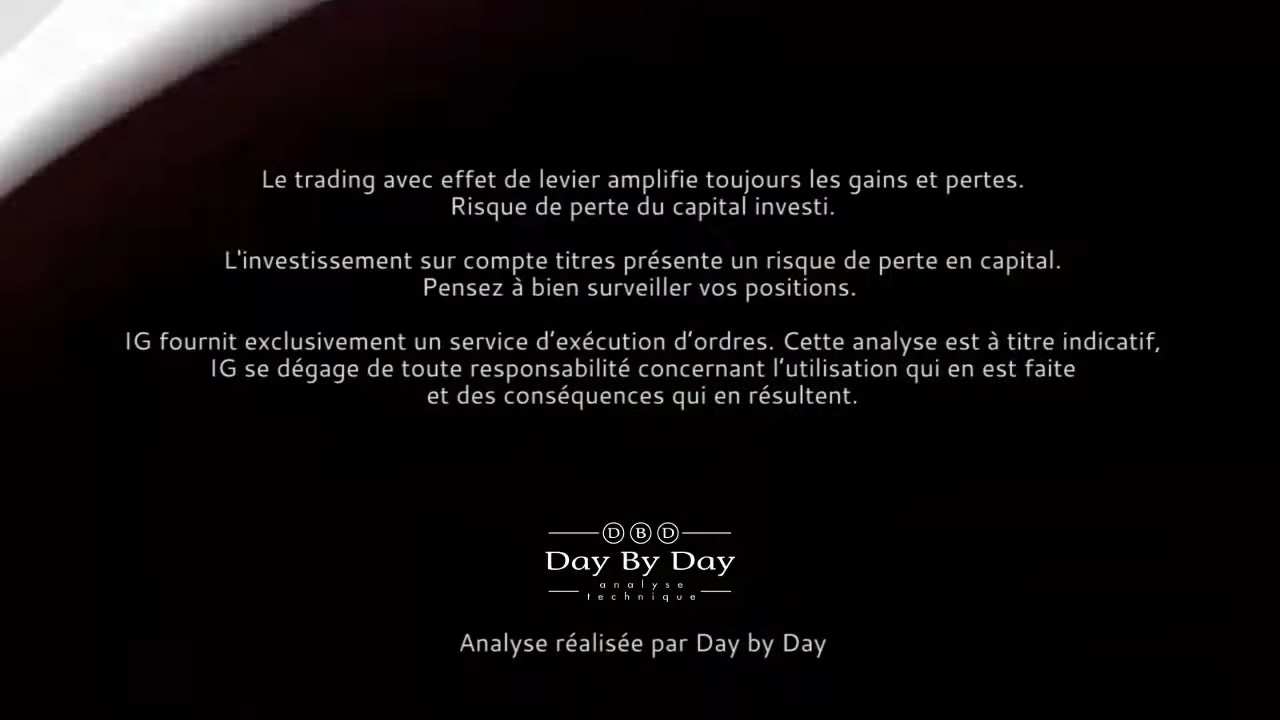 Le trading avec effet de levier amplifie toujours les gains et pertes.
Risque de perte du capital investi.
L'investissement sur compte titres présente un risque de perte en capital.
Pensez à bien surveiller vos positions.
IG fournit exclusivement un service d’exécution d’ordres. Cette analyse est à titre indicatif,
IG se dégage de toute responsabilité concernant l’utilisation qui en est faite
et des conséquences qui en résultent.
D B D
Day By Day
analyse
technique
Analyse réalisée par Day by Day